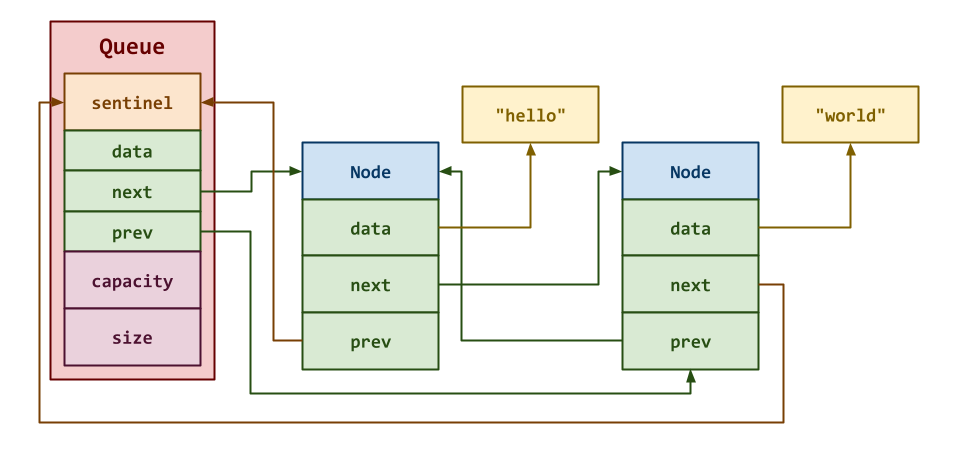 Queue
sentinel
data
next
prev
capacity
size
Node
data
next
prev
"hello"
Node
data
next
prev
"world"